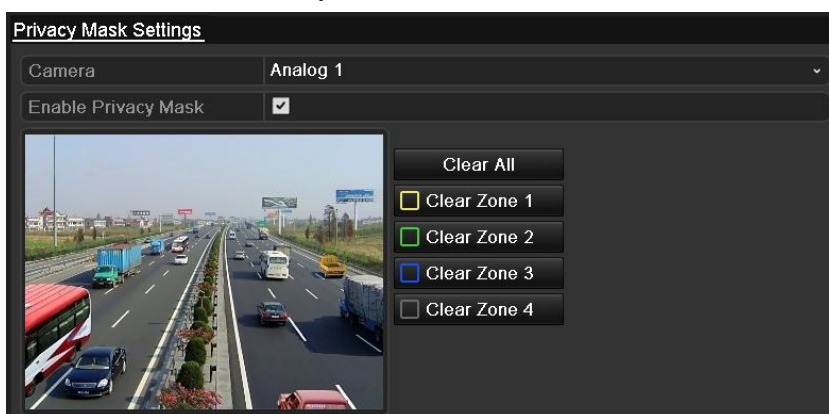 Privacy Mask Settings
Camera Analog 1
Enable Privacy Mask
Clear All
Clear Zone 1
Clear Zone 2
Clear Zone 3
Clear Zone 4